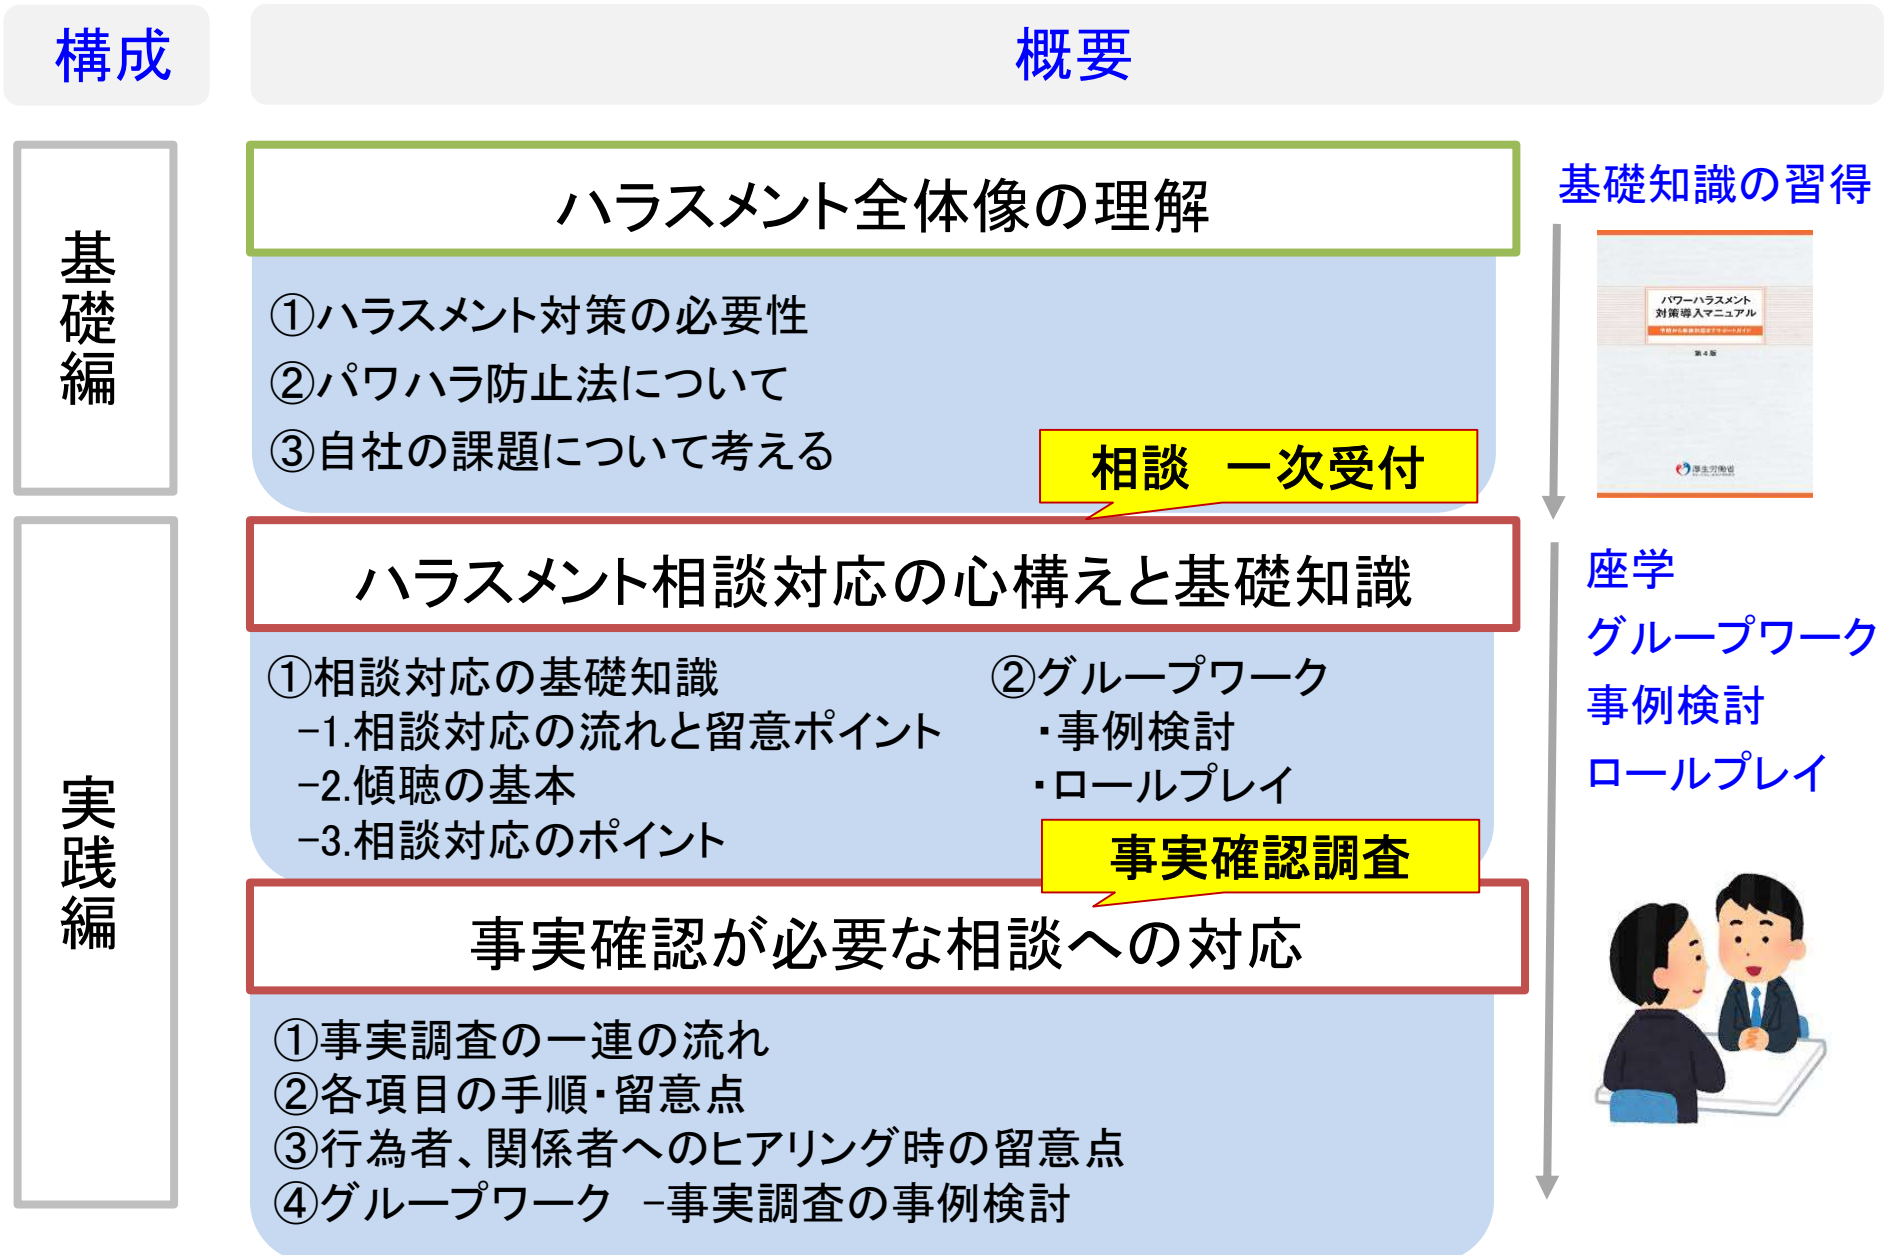 構成
概要
基礎編
ハラスメント全体像の理解
①ハラスメント対策の必要性
②パワハラ防止法について
③自社の課題について考える
基礎知識の習得
パワーハラスメント
対策導入マニュアル
第4版
厚生労働省
相談　一次受付
実践編
ハラスメント相談対応の心構えと基礎知識
①相談対応の基礎知識
−1.相談対応の流れと留意ポイント
−2.傾聴の基本
−3.相談対応のポイント
②グループワーク
・事例検討
・ロールプレイ
座学
グループワーク
事例検討
ロールプレイ
事実確認調査
事実確認が必要な相談への対応
①事実調査の一連の流れ
②各項目の手順・留意点
③行為者、関係者へのヒアリング時の留意点
④グループワーク　−事実調査の事例検討